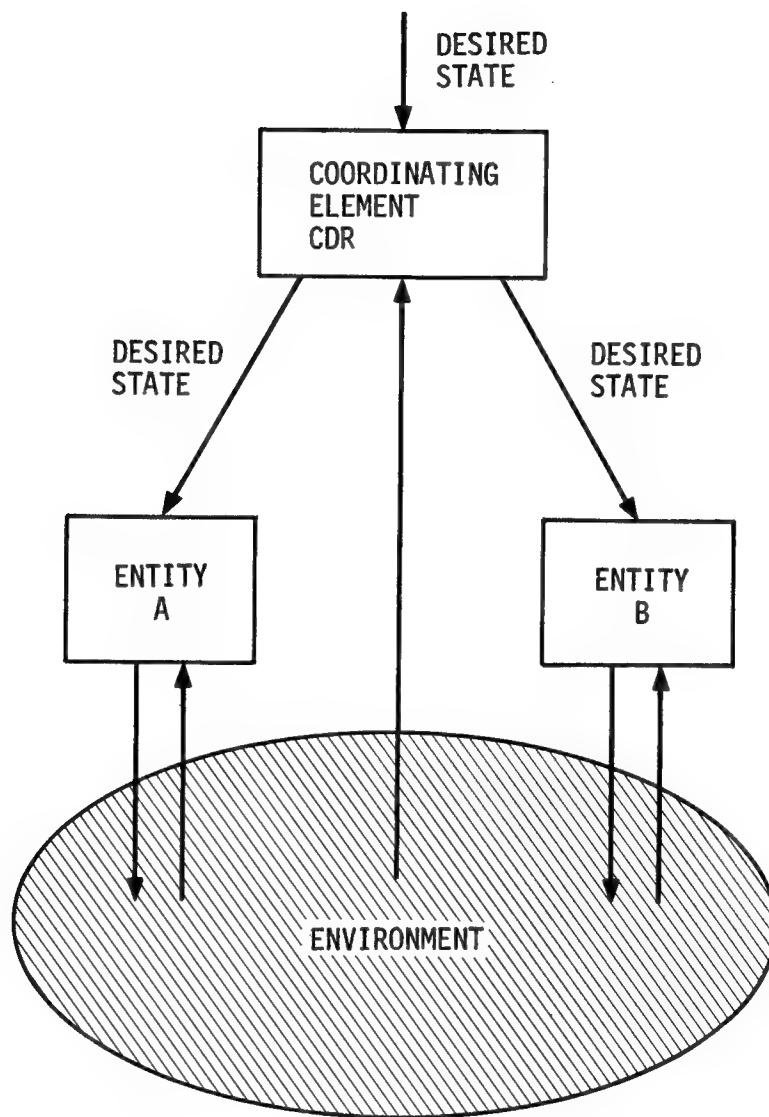 DESIRED
STATE
COORDINATING
ELEMENT
CDR
DESIRED
STATE
DESIRED
STATE
ENTITY
A
ENTITY
B
ENVIRONMENT